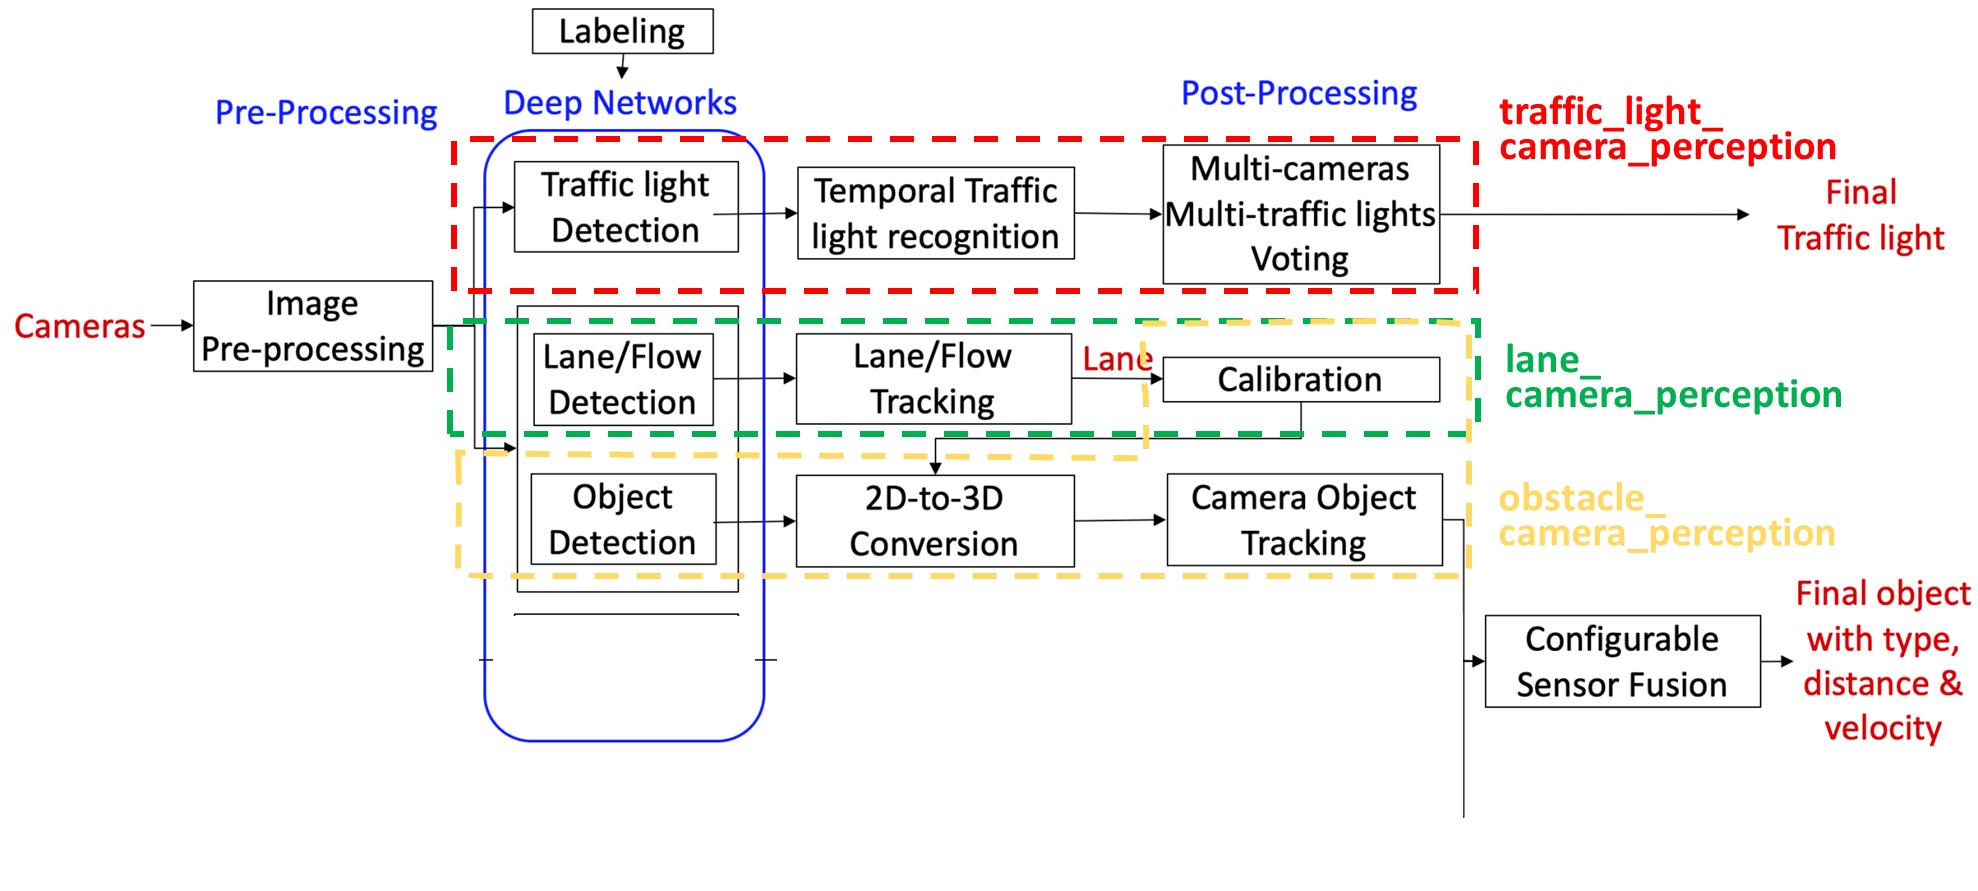 Labeling
Pre-Processing
Deep Networks
Post-Processing
traffic_light_
camera_perception
Traffic light
Detection
Temporal Traffic
light recognition
Multi-cameras
Multi-traffic lights
Voting
Final
Traffic light
Cameras
Image
Pre-processing
Lane/Flow
Detection
Lane/Flow
Tracking
Lane
Calibration
lane_
camera_perception
Object
Detection
2D-to-3D
Conversion
Camera Object
Tracking
obstacle_
camera_perception
Configurable
Sensor Fusion
Final object
with type,
distance &
velocity